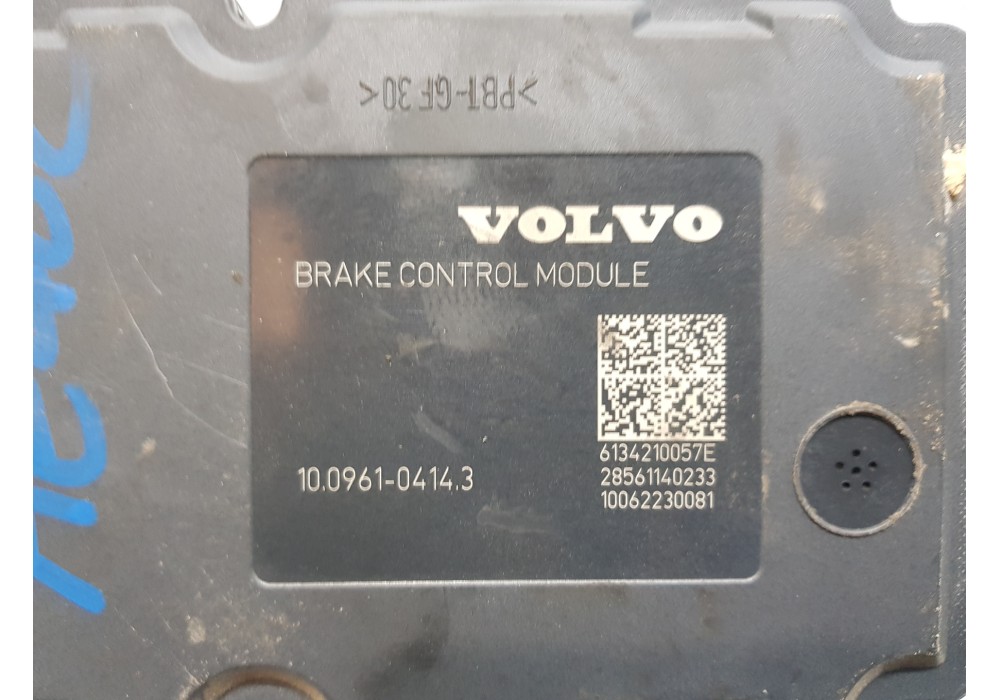 >PBT-GF30<
VOLVO
BRAKE CONTROL MODULE
6134210057E
28561140233
10062230081
10.0961-0414.3